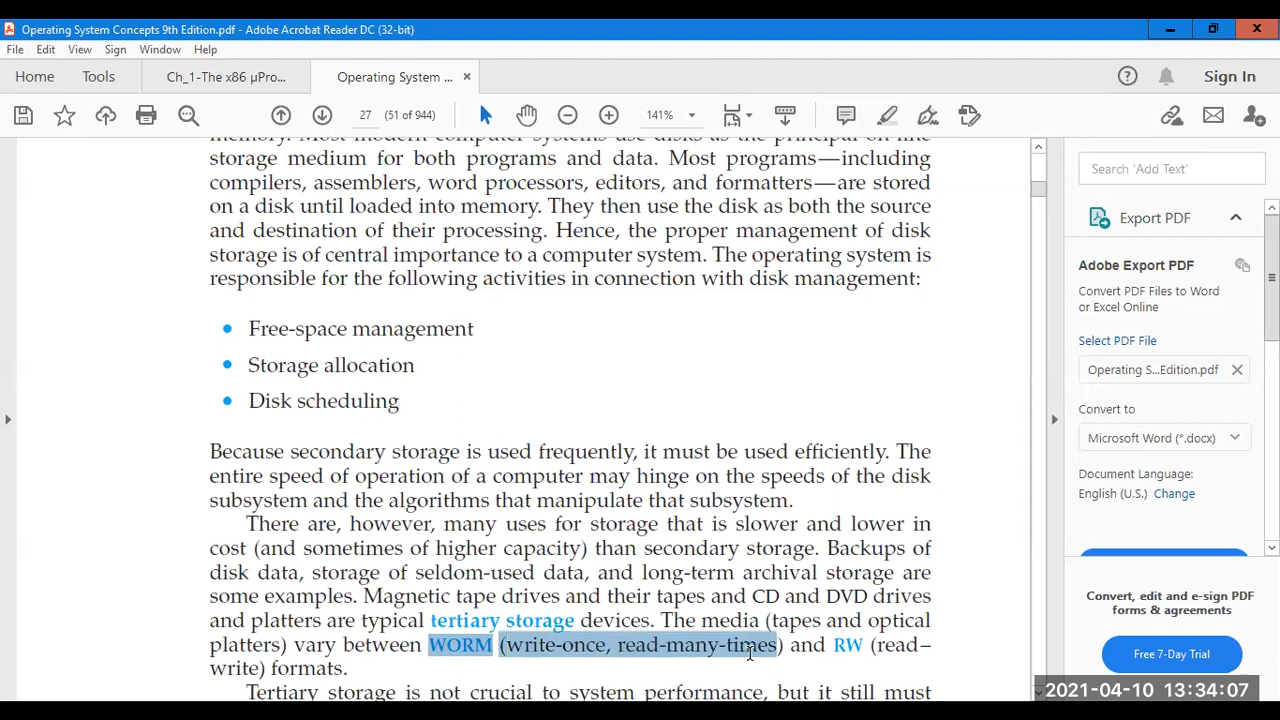 Operating System Concepts 9th Edition.pdf - Adobe Acrobat Reader DC (32-bit)
File Edit View Sign Window Help
Home Tools Ch_1-The x86 µPro... Operating System ... × Sign In
27 (51 of 944) 141%
memory. Most modern computer systems use disks as the principal on-line
storage medium for both programs and data. Most programs—including
compilers, assemblers, word processors, editors, and formatters—are stored
on a disk until loaded into memory. They then use the disk as both the source
and destination of their processing. Hence, the proper management of disk
storage is of central importance to a computer system. The operating system is
responsible for the following activities in connection with disk management:
• Free-space management
• Storage allocation
• Disk scheduling
Because secondary storage is used frequently, it must be used efficiently. The
entire speed of operation of a computer may hinge on the speeds of the disk
subsystem and the algorithms that manipulate that subsystem.
There are, however, many uses for storage that is slower and lower in
cost (and sometimes of higher capacity) than secondary storage. Backups of
disk data, storage of seldom-used data, and long-term archival storage are
some examples. Magnetic tape drives and their tapes and CD and DVD drives
and platters are typical tertiary storage devices. The media (tapes and optical
platters) vary between WORM (write-once, read-many-times) and RW (read–
write) formats.
Tertiary storage is not crucial to system performance, but it still must
Search 'Add Text'
Export PDF
Adobe Export PDF
Convert PDF Files to Word
or Excel Online
Select PDF File
Operating S...Edition.pdf ×
Convert to
Microsoft Word (*.docx)
Document Language:
English (U.S.) Change
Convert, edit and e-sign PDF
forms & agreements
Free 7-Day Trial
2021-04-10 13:34:07